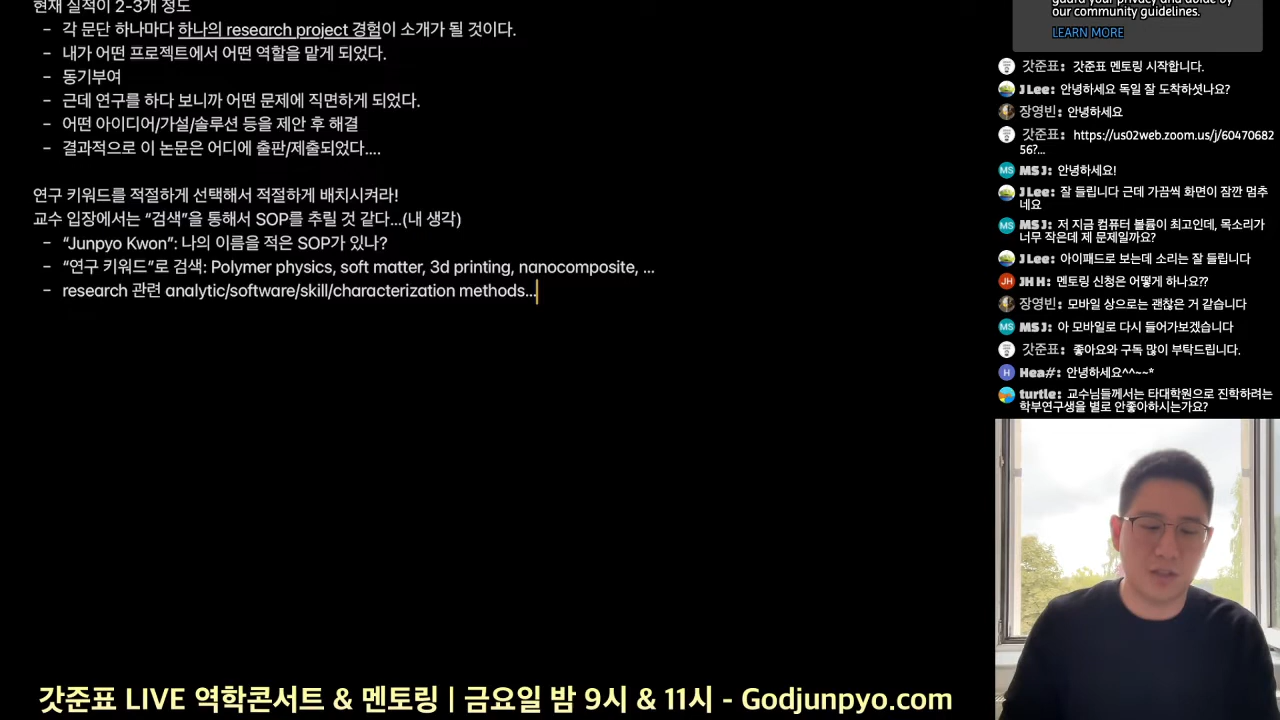 현재 실적이 2-3개 정도
- 각 문단 하나마다 하나의 research project 경험이 소개가 될 것이다.
- 내가 어떤 프로젝트에서 어떤 역할을 맡게 되었다.
- 동기부여
- 근데 연구를 하다 보니까 어떤 문제에 직면하게 되었다.
- 어떤 아이디어/가설/솔루션 등을 제안 후 해결
- 결과적으로 이 논문은 어디에 출판/제출되었다....
연구 키워드를 적절하게 선택해서 적절하게 배치시켜라!
교수 입장에서는 “검색”을 통해서 SOP를 추릴 것 같다...(내 생각)
- “Junpyo Kwon”: 나의 이름을 적은 SOP가 있나?
- “연구 키워드”로 검색: Polymer physics, soft matter, 3d printing, nanocomposite, ...
- research 관련 analytic/software/skill/characterization methods...
guard your privacy and abide by
our community guidelines.
LEARN MORE
갓준표: 갓준표 멘토링 시작합니다.
J Lee: 안녕하세요 독일 잘 도착하셧나요?
장영빈: 안녕하세요
갓준표: https://us02web.zoom.us/j/60470682
56?...
MS MS J: 안녕하세요!
J Lee: 잘 들립니다 근데 가끔씩 화면이 잠깐 멈추
네요
MS MS J: 저 지금 컴퓨터 볼륨이 최고인데, 목소리가
너무 작은데 제 문제일까요?
J Lee: 아이패드로 보는데 소리는 잘 들립니다
JH JH H: 멘토링 신청은 어떻게 하나요??
장영빈: 모바일 상으로는 괜찮은 거 같습니다
MS MS J: 아 모바일로 다시 들어가보겠습니다
갓준표: 좋아요와 구독 많이 부탁드립니다.
H Hea#: 안녕하세요^^~~*
turtle: 교수님들께서는 타대학원으로 진학하려는
학부연구생을 별로 안좋아하시는가요?
갓준표 LIVE 역학콘서트 & 멘토링 | 금요일 밤 9시 & 11시 - Godjunpyo.com